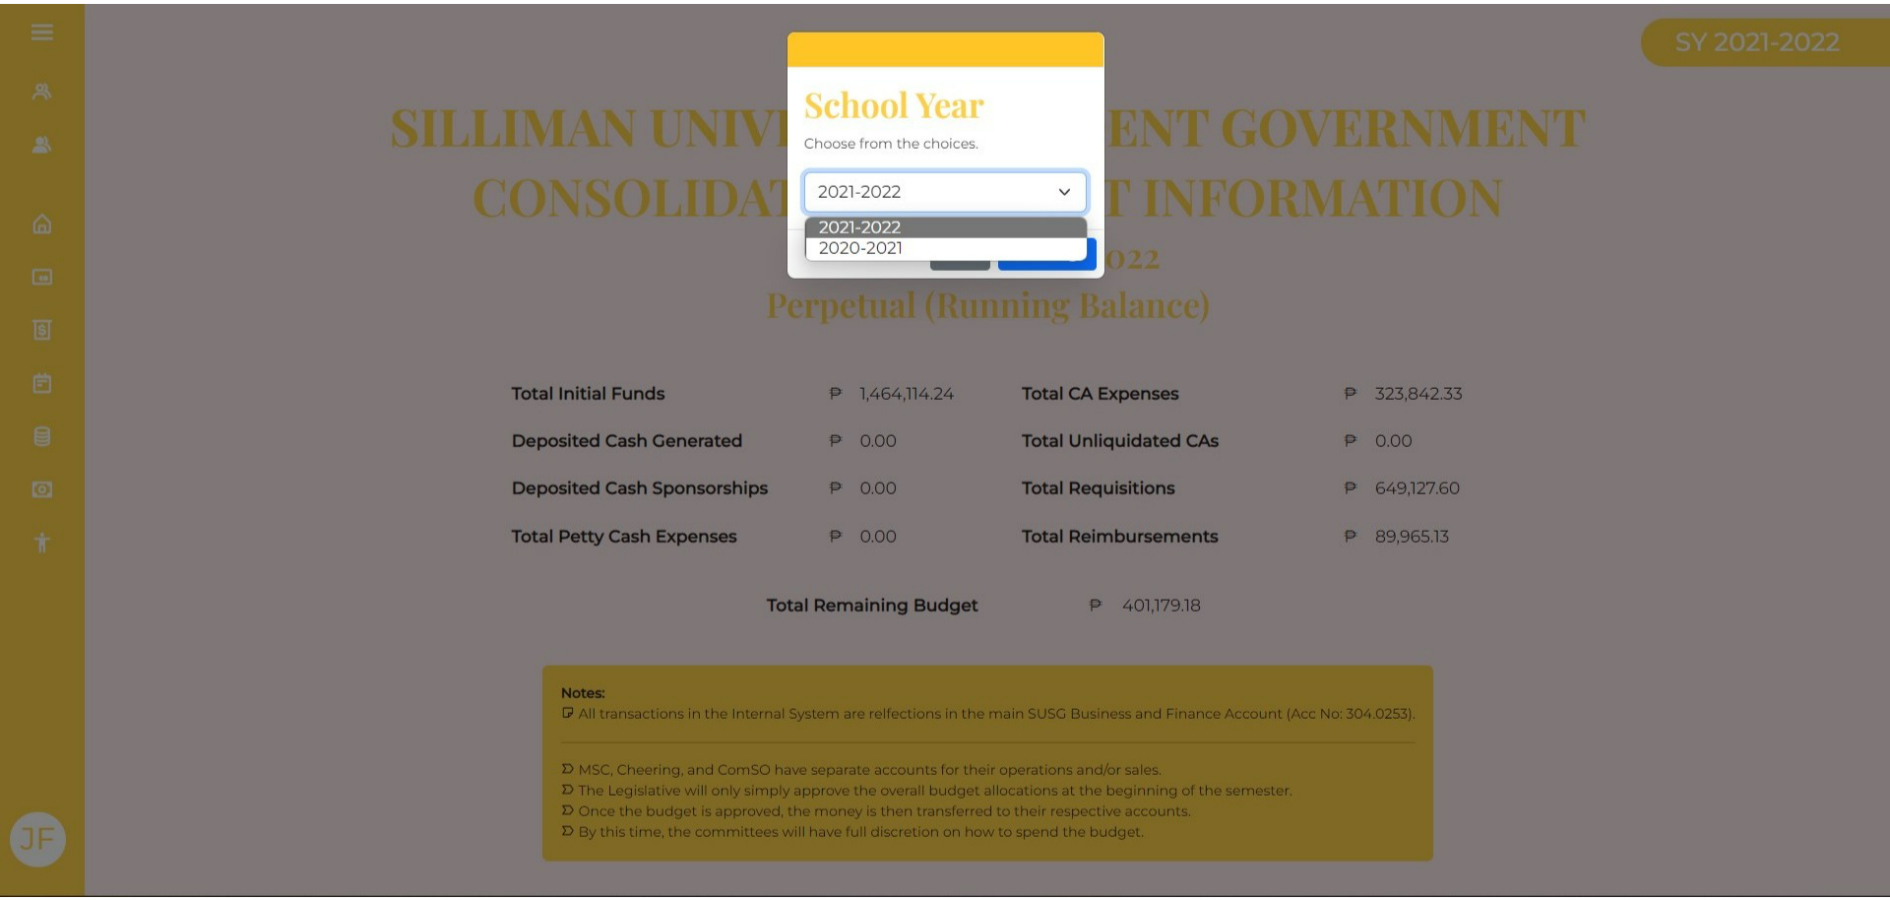 SY 2021-2022
School Year
Choose from the choices.
2021-2022
2021-2022
2020-2021
SILLIMAN UNIV ENT GOVERNMENT
CONSOLIDAT T INFORMATION
022
Perpetual (Running Balance)
Total Initial Funds ₱ 1,464,114.24 Total CA Expenses ₱ 323,842.33
Deposited Cash Generated ₱ 0.00 Total Unliquidated CAs ₱ 0.00
Deposited Cash Sponsorships ₱ 0.00 Total Requisitions ₱ 649,127.60
Total Petty Cash Expenses ₱ 0.00 Total Reimbursements ₱ 89,965.13
Total Remaining Budget ₱ 401,179.18
Notes:
All transactions in the Internal System are relfections in the main SUSG Business and Finance Account (Acc No: 304.0253).
MSC, Cheering, and ComSO have separate accounts for their operations and/or sales.
The Legislative will only simply approve the overall budget allocations at the beginning of the semester.
Once the budget is approved, the money is then transferred to their respective accounts.
By this time, the committees will have full discretion on how to spend the budget.
JF